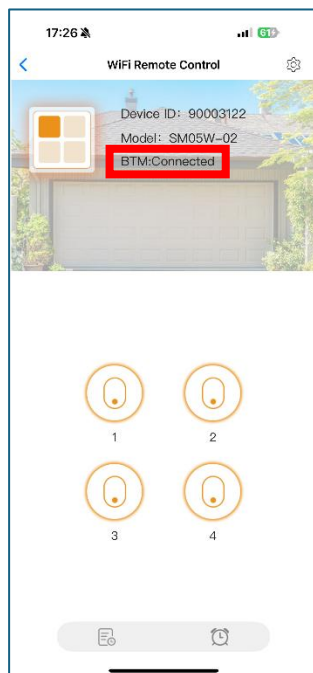 17:26
61
WiFi Remote Control
Device ID: 90003122
Model: SM05W-02
BTM:Connected
1
2
3
4